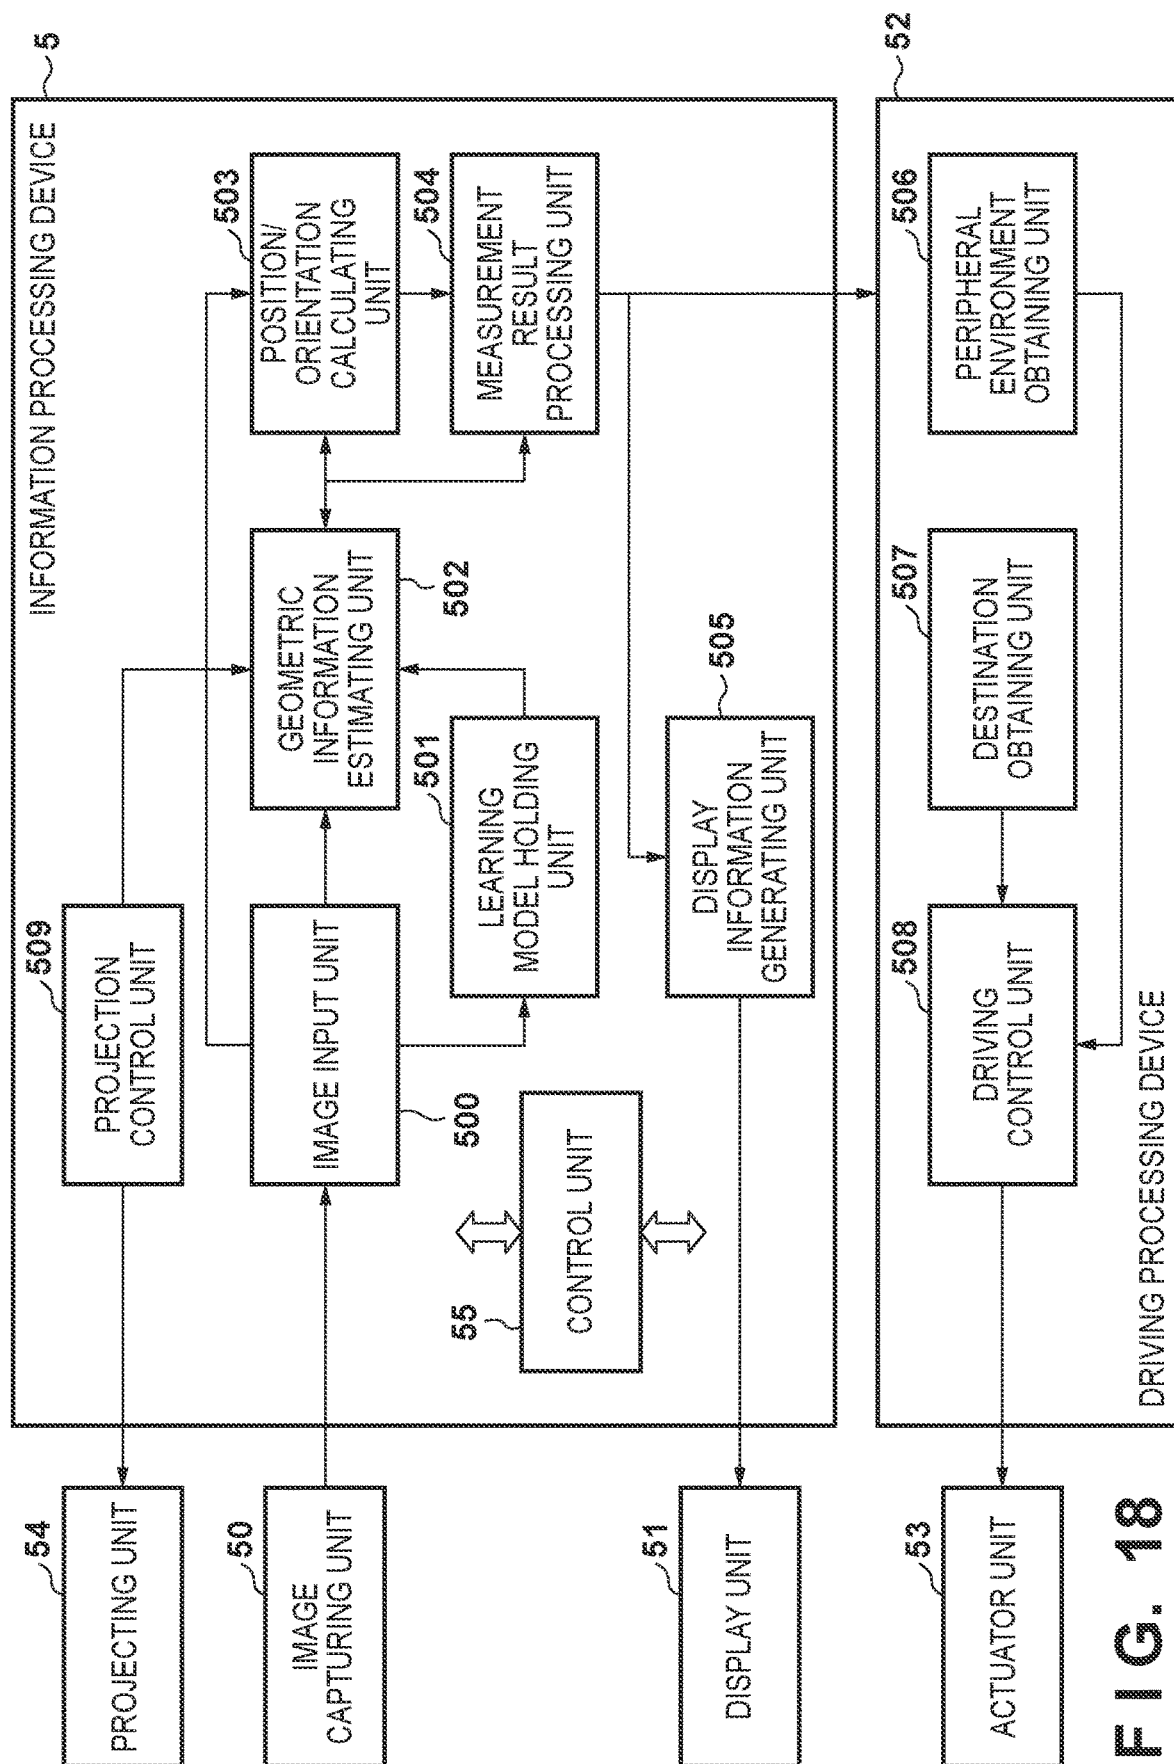 INFORMATION PROCESSING DEVICE
5
54
PROJECTING UNIT
509
PROJECTION
CONTROL UNIT
50
IMAGE
CAPTURING UNIT
IMAGE INPUT UNIT
500
GEOMETRIC
INFORMATION
ESTIMATING UNIT
502
503
POSITION/
ORIENTATION
CALCULATING
UNIT
501
LEARNING
MODEL HOLDING
UNIT
504
MEASUREMENT
RESULT
PROCESSING UNIT
55
CONTROL UNIT
51
DISPLAY UNIT
505
DISPLAY
INFORMATION
GENERATING UNIT
52
53
ACTUATOR UNIT
508
DRIVING
CONTROL UNIT
507
DESTINATION
OBTAINING UNIT
506
PERIPHERAL
ENVIRONMENT
OBTAINING UNIT
DRIVING PROCESSING DEVICE
FIG. 18